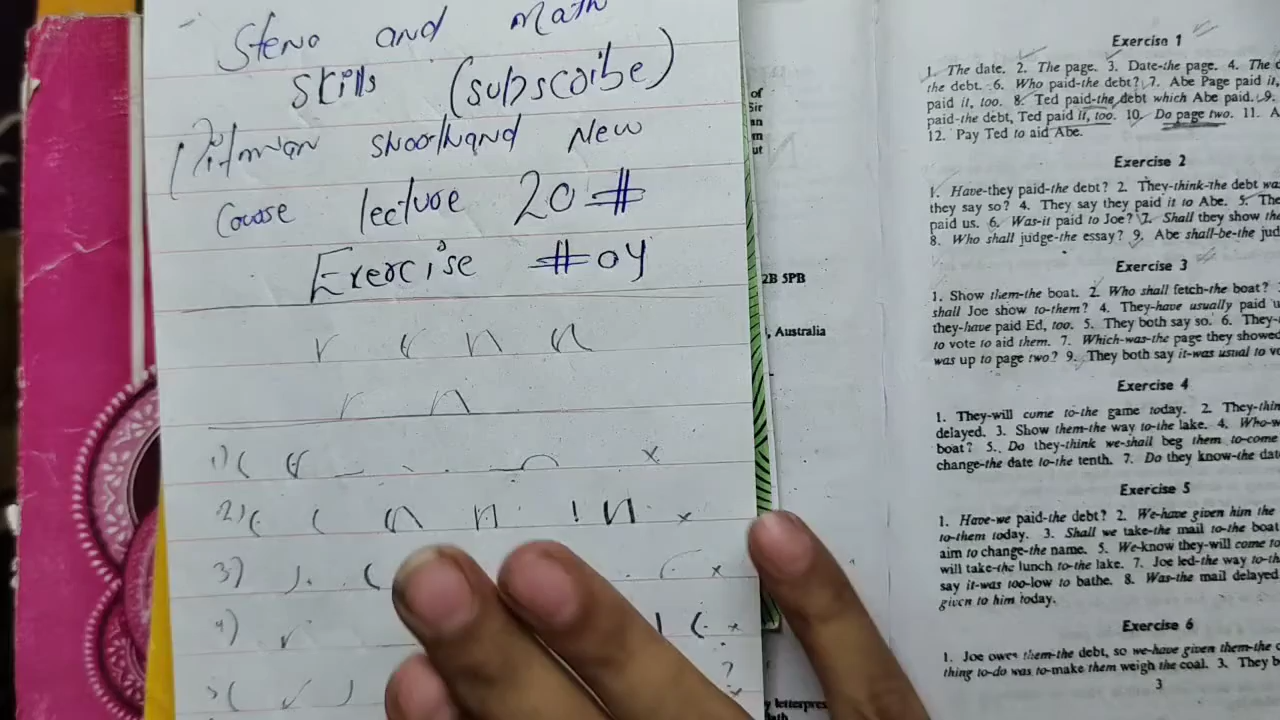 Steno and Math
Skills (subscribe)
Pitman shoorhand New
Course lecture 20 #
Exercise # 04
1)
2)
3)
4)
5)
?
of
Sir
an
m
ut
2B 5PB
, Australia
y letterpres
Bath
Exercise 1
1. The date. 2. The page. 3. Date-the page. 4. The d
the debt. 6. Who paid-the debt? 7. Abe Page paid it,
paid it, too. 8. Ted paid-the debt which Abe paid. 9.
paid-the debt, Ted paid it, too. 10. Do page two. 11. A
12. Pay Ted to aid Abe.
Exercise 2
1. Have-they paid-the debt? 2. They-think-the debt was
they say so? 4. They say they paid it to Abe. 5. The
paid us. 6. Was-it paid to Joe? 7. Shall they show the
8. Who shall judge-the essay? 9. Abe shall-be-the jud
Exercise 3
1. Show them-the boat. 2. Who shall fetch-the boat?
shall Joe show to-them? 4. They-have usually paid u
they-have paid Ed, too. 5. They both say so. 6. They-
to vote to aid them. 7. Which-was-the page they showed
was up to page two? 9. They both say it-was usual to vo
Exercise 4
1. They-will come to-the game today. 2. They-thin
delayed. 3. Show them-the way to-the lake. 4. Who-w
boat? 5. Do they-think we-shall beg them to-come
change-the date to-the tenth. 7. Do they know-the date
Exercise 5
1. Have-we paid-the debt? 2. We-have given him the
to-them today. 3. Shall we take-the mail to-the boat
aim to change-the name. 5. We-know they-will come to
will take-the lunch to-the lake. 7. Joe led-the way to-th
say it-was too-low to bathe. 8. Was-the mail delayed
given to him today.
Exercise 6
1. Joe owes them-the debt, so we-have given them-the c
thing to-do was to-make them weigh the coal. 3. They b
3